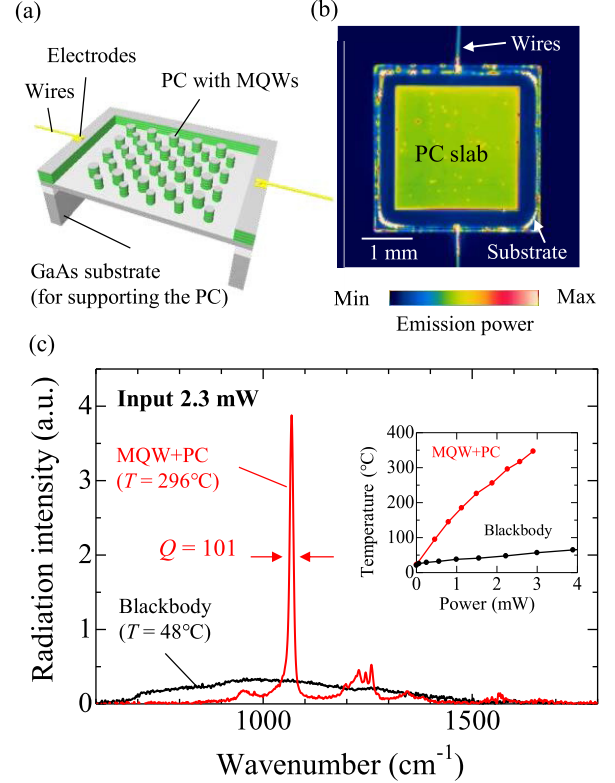 (a)
Electrodes
Wires
PC with MQWs
GaAs substrate
(for supporting the PC)
(b)
Wires
PC slab
1 mm
Substrate
Min
Max
Emission power
(c)
Radiation intensity (a.u.)
4
3
2
1
0
Input 2.3 mW
MQW+PC
(T = 296℃)
Q = 101
Blackbody
(T = 48℃)
Temperature (℃)
400
300
200
100
0
MQW+PC
Blackbody
0
1
2
3
4
Power (mW)
1000
1500
Wavenumber (cm⁻¹)